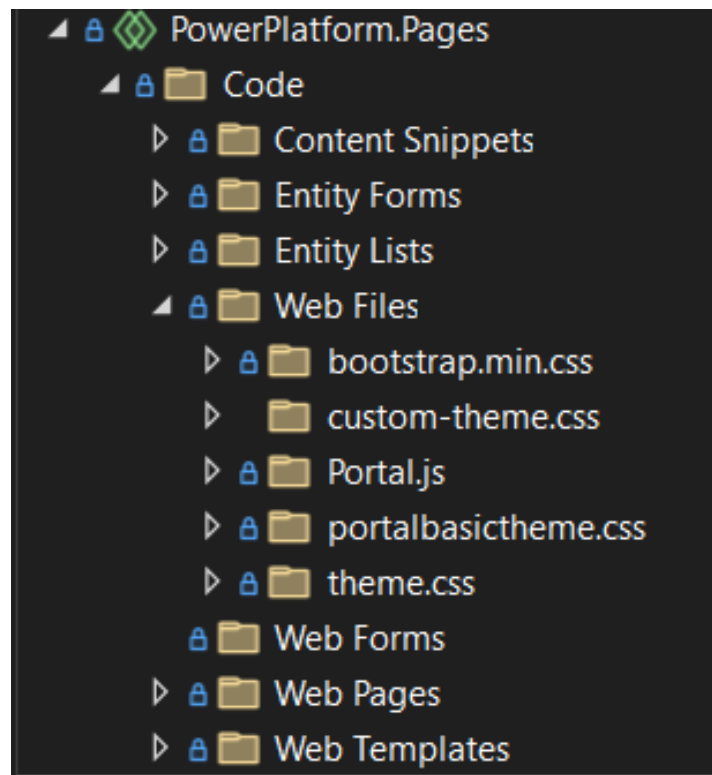 PowerPlatform.Pages
Code
Content Snippets
Entity Forms
Entity Lists
Web Files
bootstrap.min.css
custom-theme.css
Portal.js
portalbasictheme.css
theme.css
Web Forms
Web Pages
Web Templates